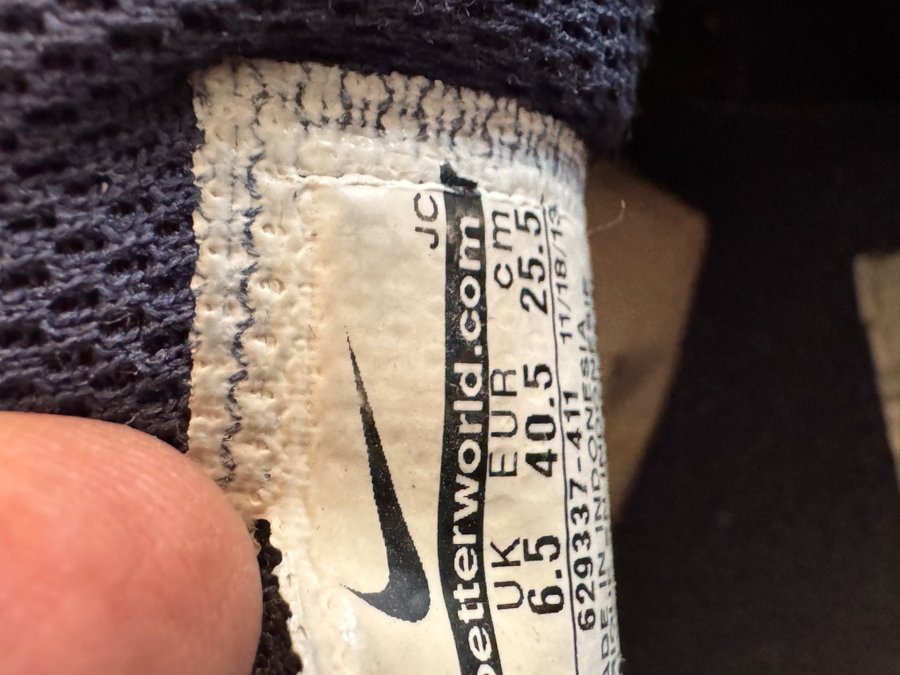 JC
betterworld.com
UK EUR cm
6.5 40.5 25.5
629337-411 11/18/13
IN INDONESIA